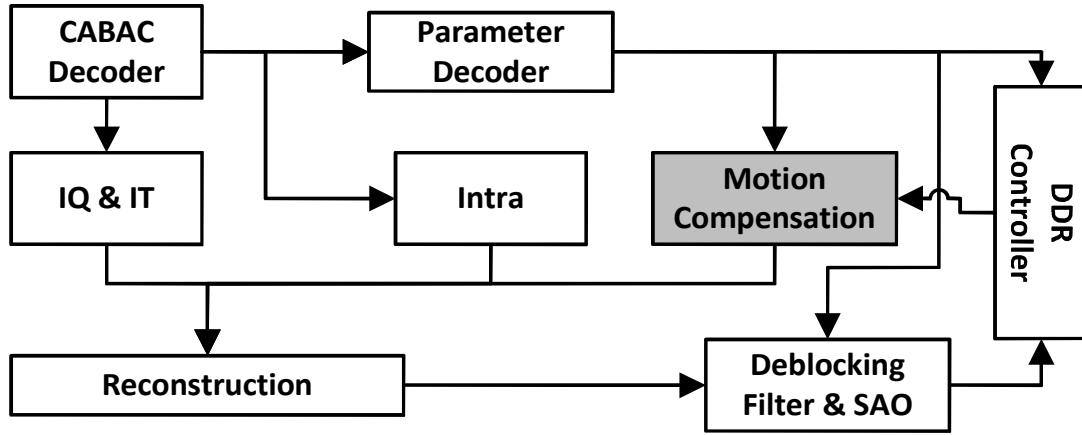 CABAC
Decoder
Parameter
Decoder
IQ & IT
Intra
Motion
Compensation
DDR
Controller
Reconstruction
Deblocking
Filter & SAO